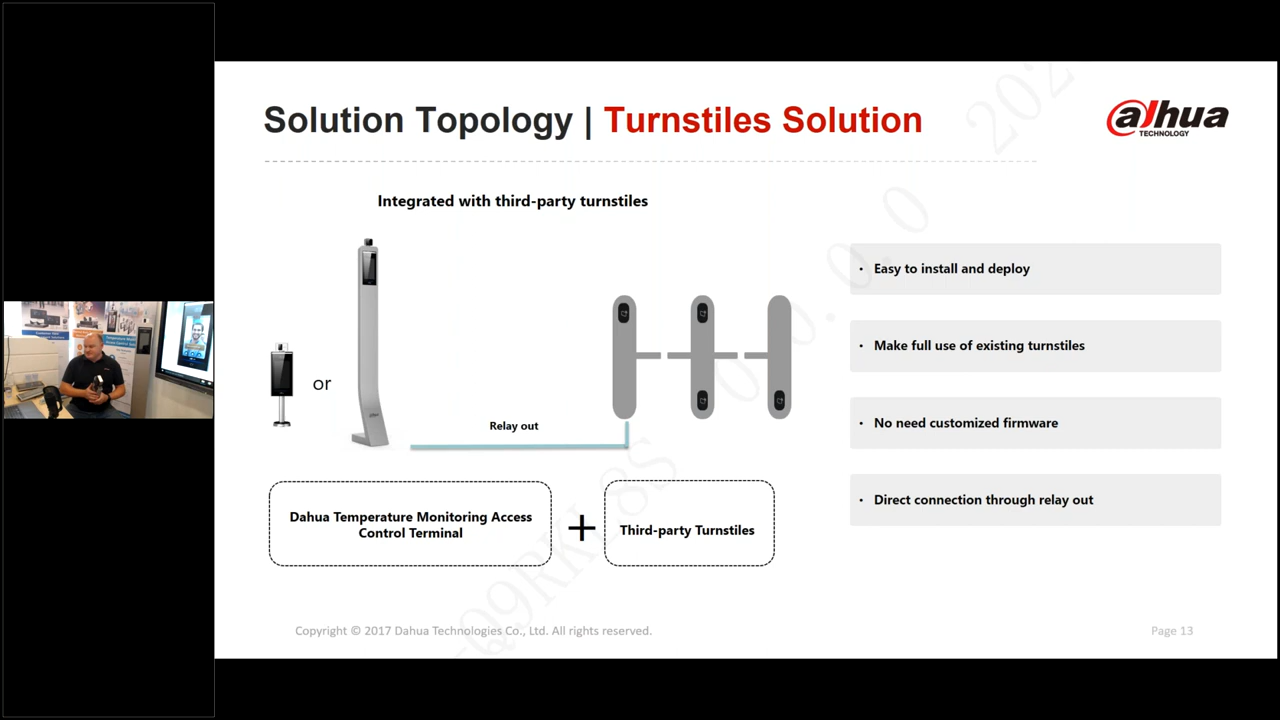 Solution Topology | Turnstiles Solution
alhua
TECHNOLOGY
Integrated with third-party turnstiles
or
Relay out
Dahua Temperature Monitoring Access
Control Terminal
+
Third-party Turnstiles
• Easy to install and deploy
• Make full use of existing turnstiles
• No need customized firmware
• Direct connection through relay out
Copyright © 2017 Dahua Technologies Co., Ltd. All rights reserved.
Page 13